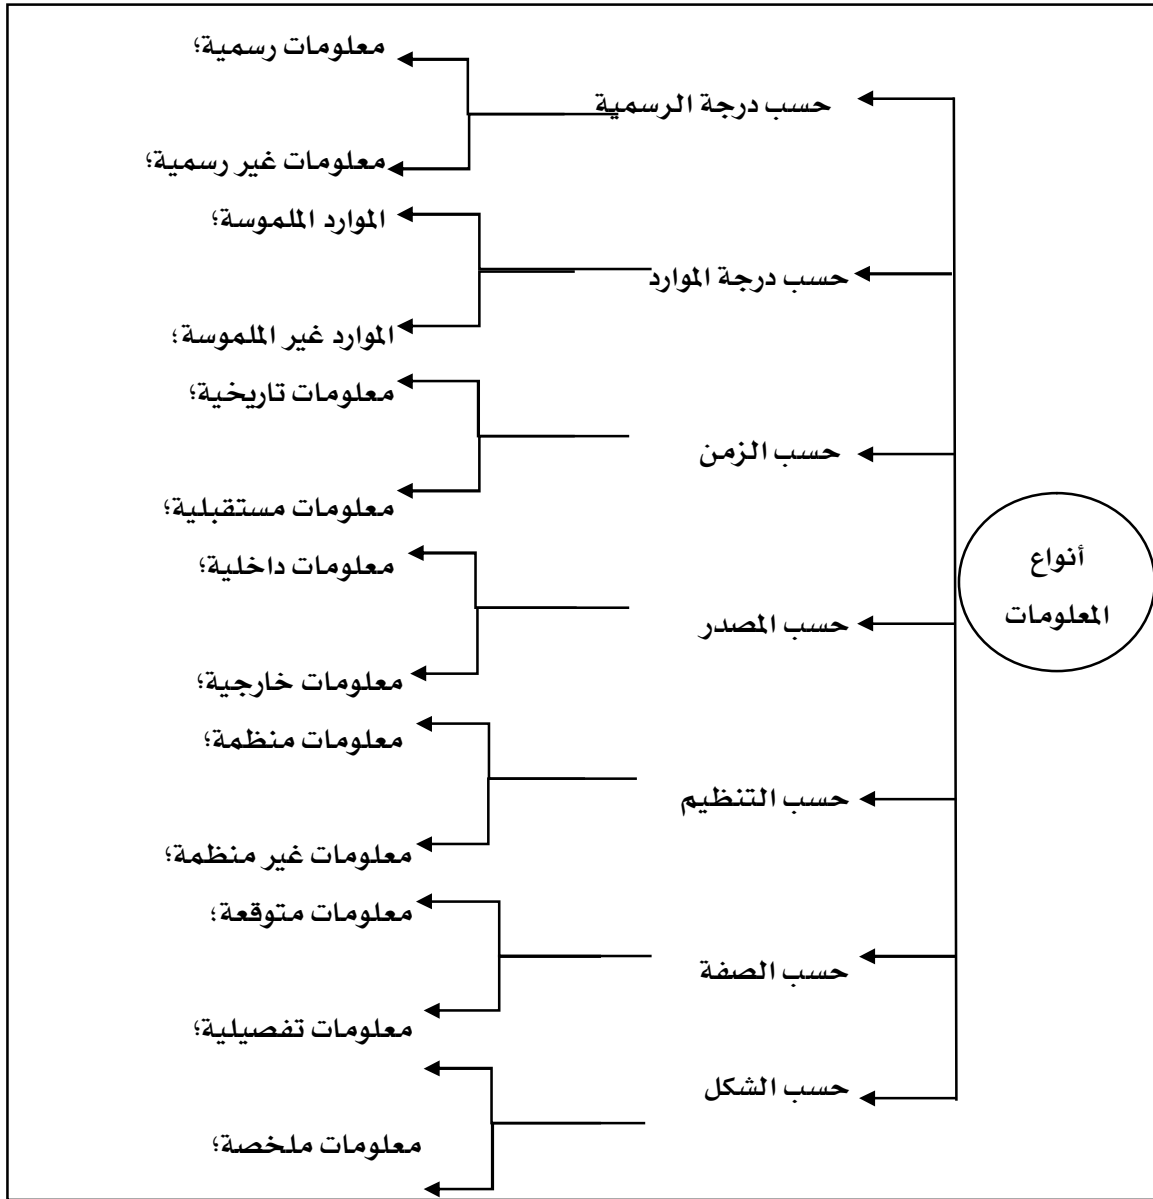 أنواع
المعلومات
حسب درجة الرسمية
معلومات رسمية؛
معلومات غير رسمية؛
حسب درجة الموارد
الموارد الملموسة؛
الموارد غير الملموسة؛
حسب الزمن
معلومات تاريخية؛
معلومات مستقبلية؛
حسب المصدر
معلومات داخلية؛
معلومات خارجية؛
حسب التنظيم
معلومات منظمة؛
معلومات غير منظمة؛
حسب الصفة
معلومات متوقعة؛
معلومات تفصيلية؛
حسب الشكل
معلومات ملخصة؛